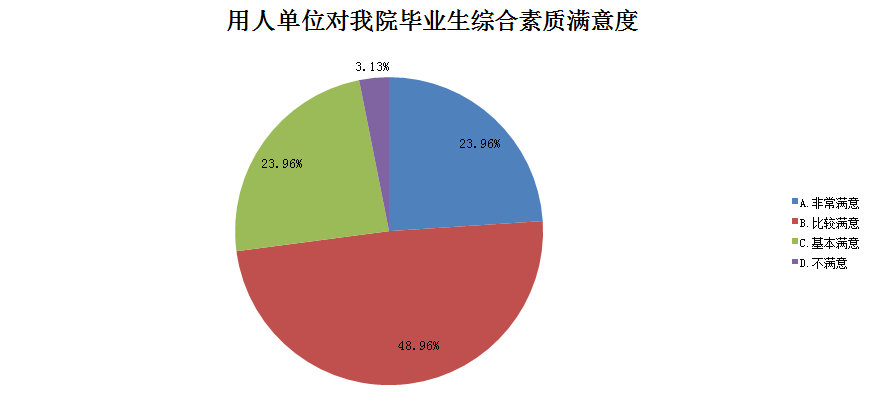 用人单位对我院毕业生综合素质满意度
3.13%
23.96%
23.96%
48.96%
A.非常满意
B.比较满意
C.基本满意
D.不满意